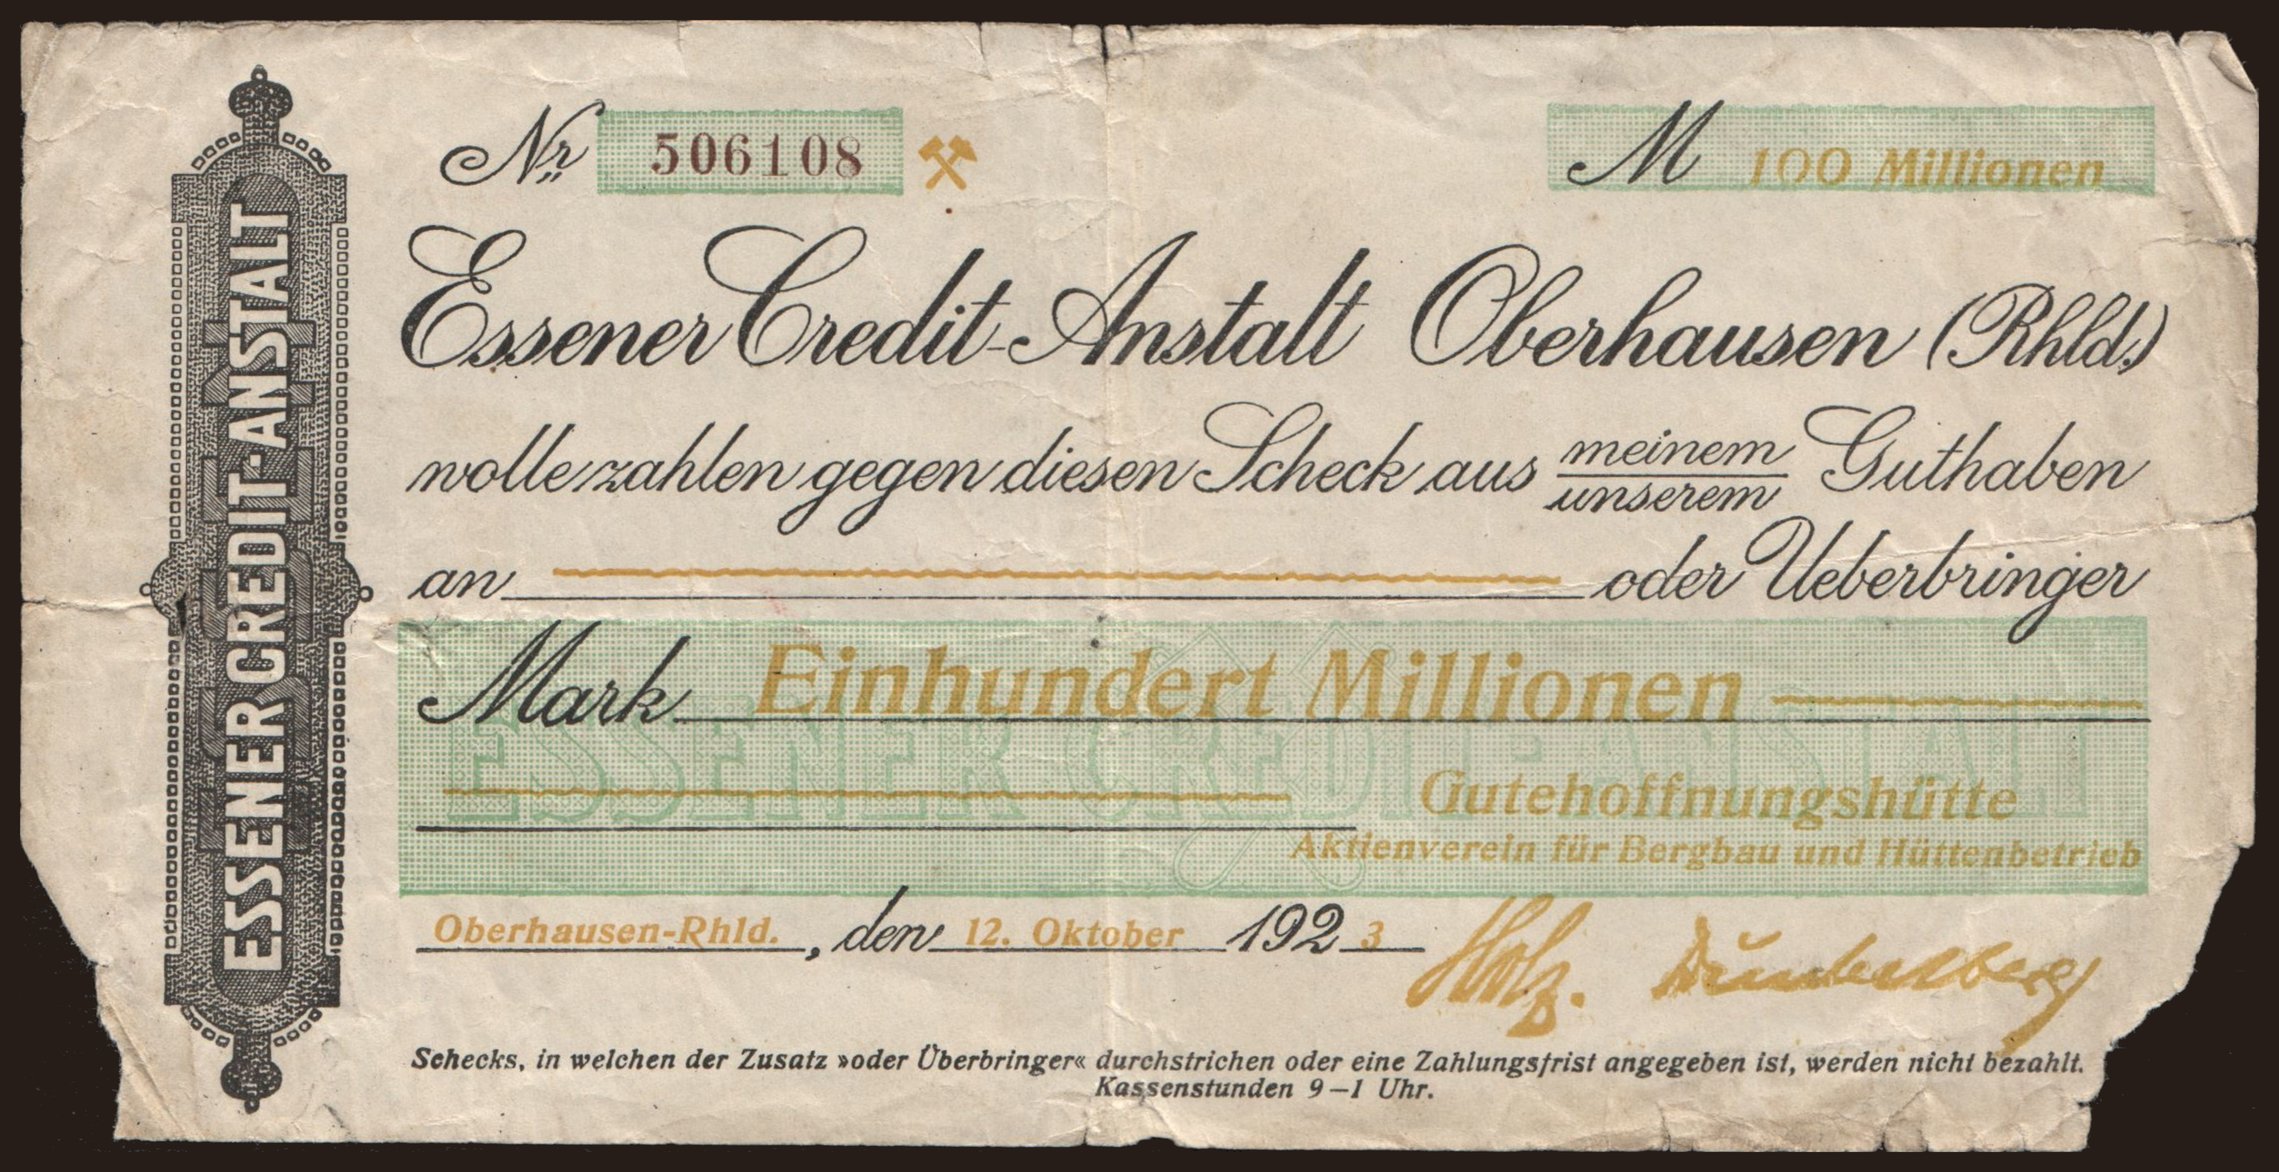 ESSENER CREDIT-ANSTALT
Nr. 506108
M 100 Millionen
Essener Credit-Anstalt Oberhausen (Rhld.)
wolle zahlen gegen diesen Scheck aus meinem Guthaben
unserem
an oder Ueberbringer
Mark Einhundert Millionen
ESSENER CREDIT-ANSTALT
Gutehoffnungshütte
Aktienverein für Bergbau und Hüttenbetrieb
Oberhausen-Rhld., den 12. Oktober 1923
Holz.
Schecks, in welchen der Zusatz »oder Überbringer« durchstrichen oder eine Zahlungsfrist angegeben ist, werden nicht bezahlt.
Kassenstunden 9–1 Uhr.